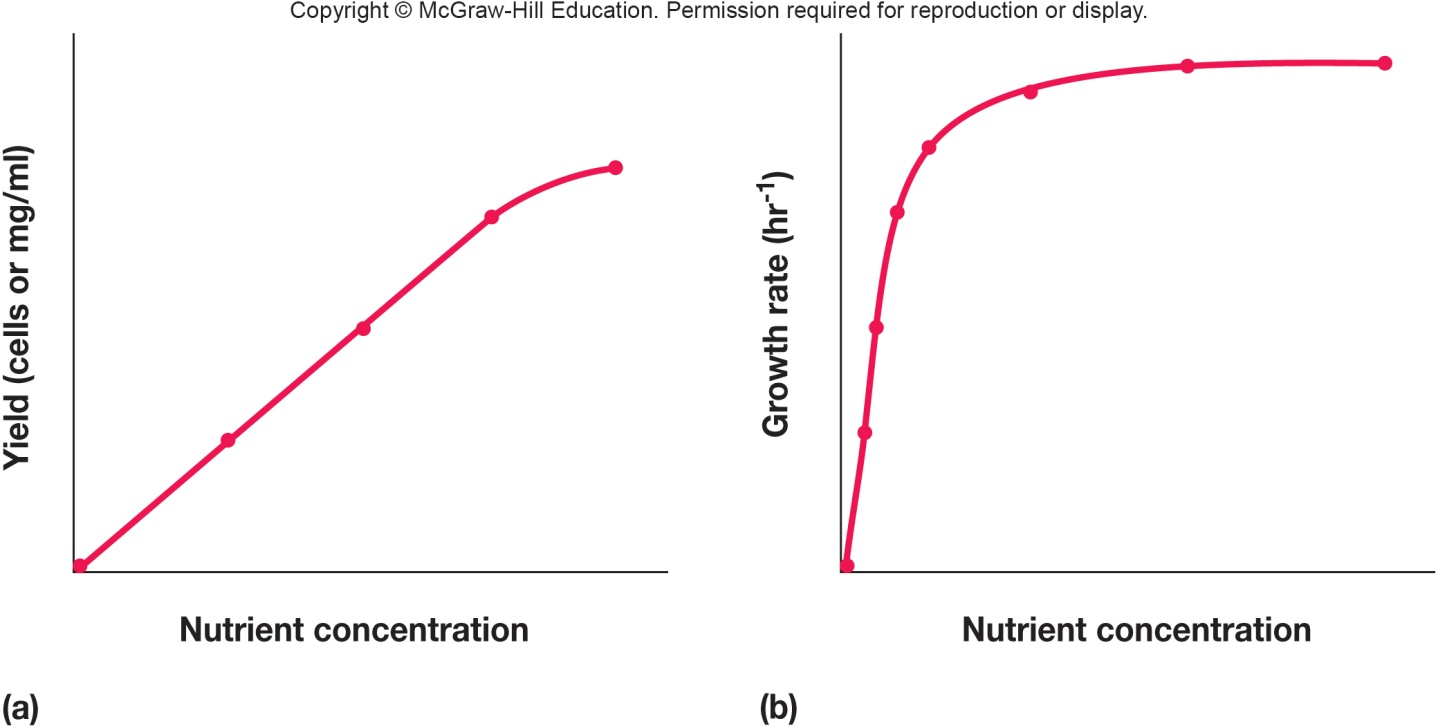 Copyright © McGraw-Hill Education. Permission required for reproduction or display.
Yield (cells or mg/ml)
Nutrient concentration
(a)
Growth rate (hr⁻¹)
Nutrient concentration
(b)